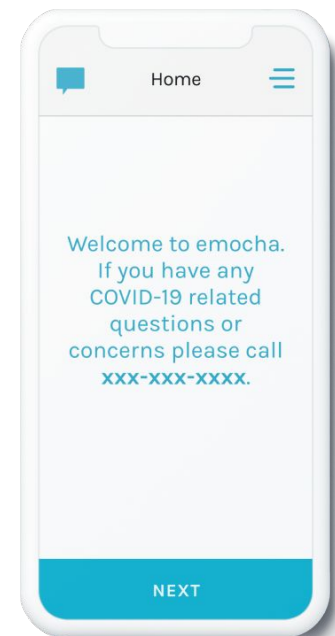 Home
Welcome to emocha.
If you have any
COVID-19 related
questions or
concerns please call
xxx-xxx-xxxx.
NEXT